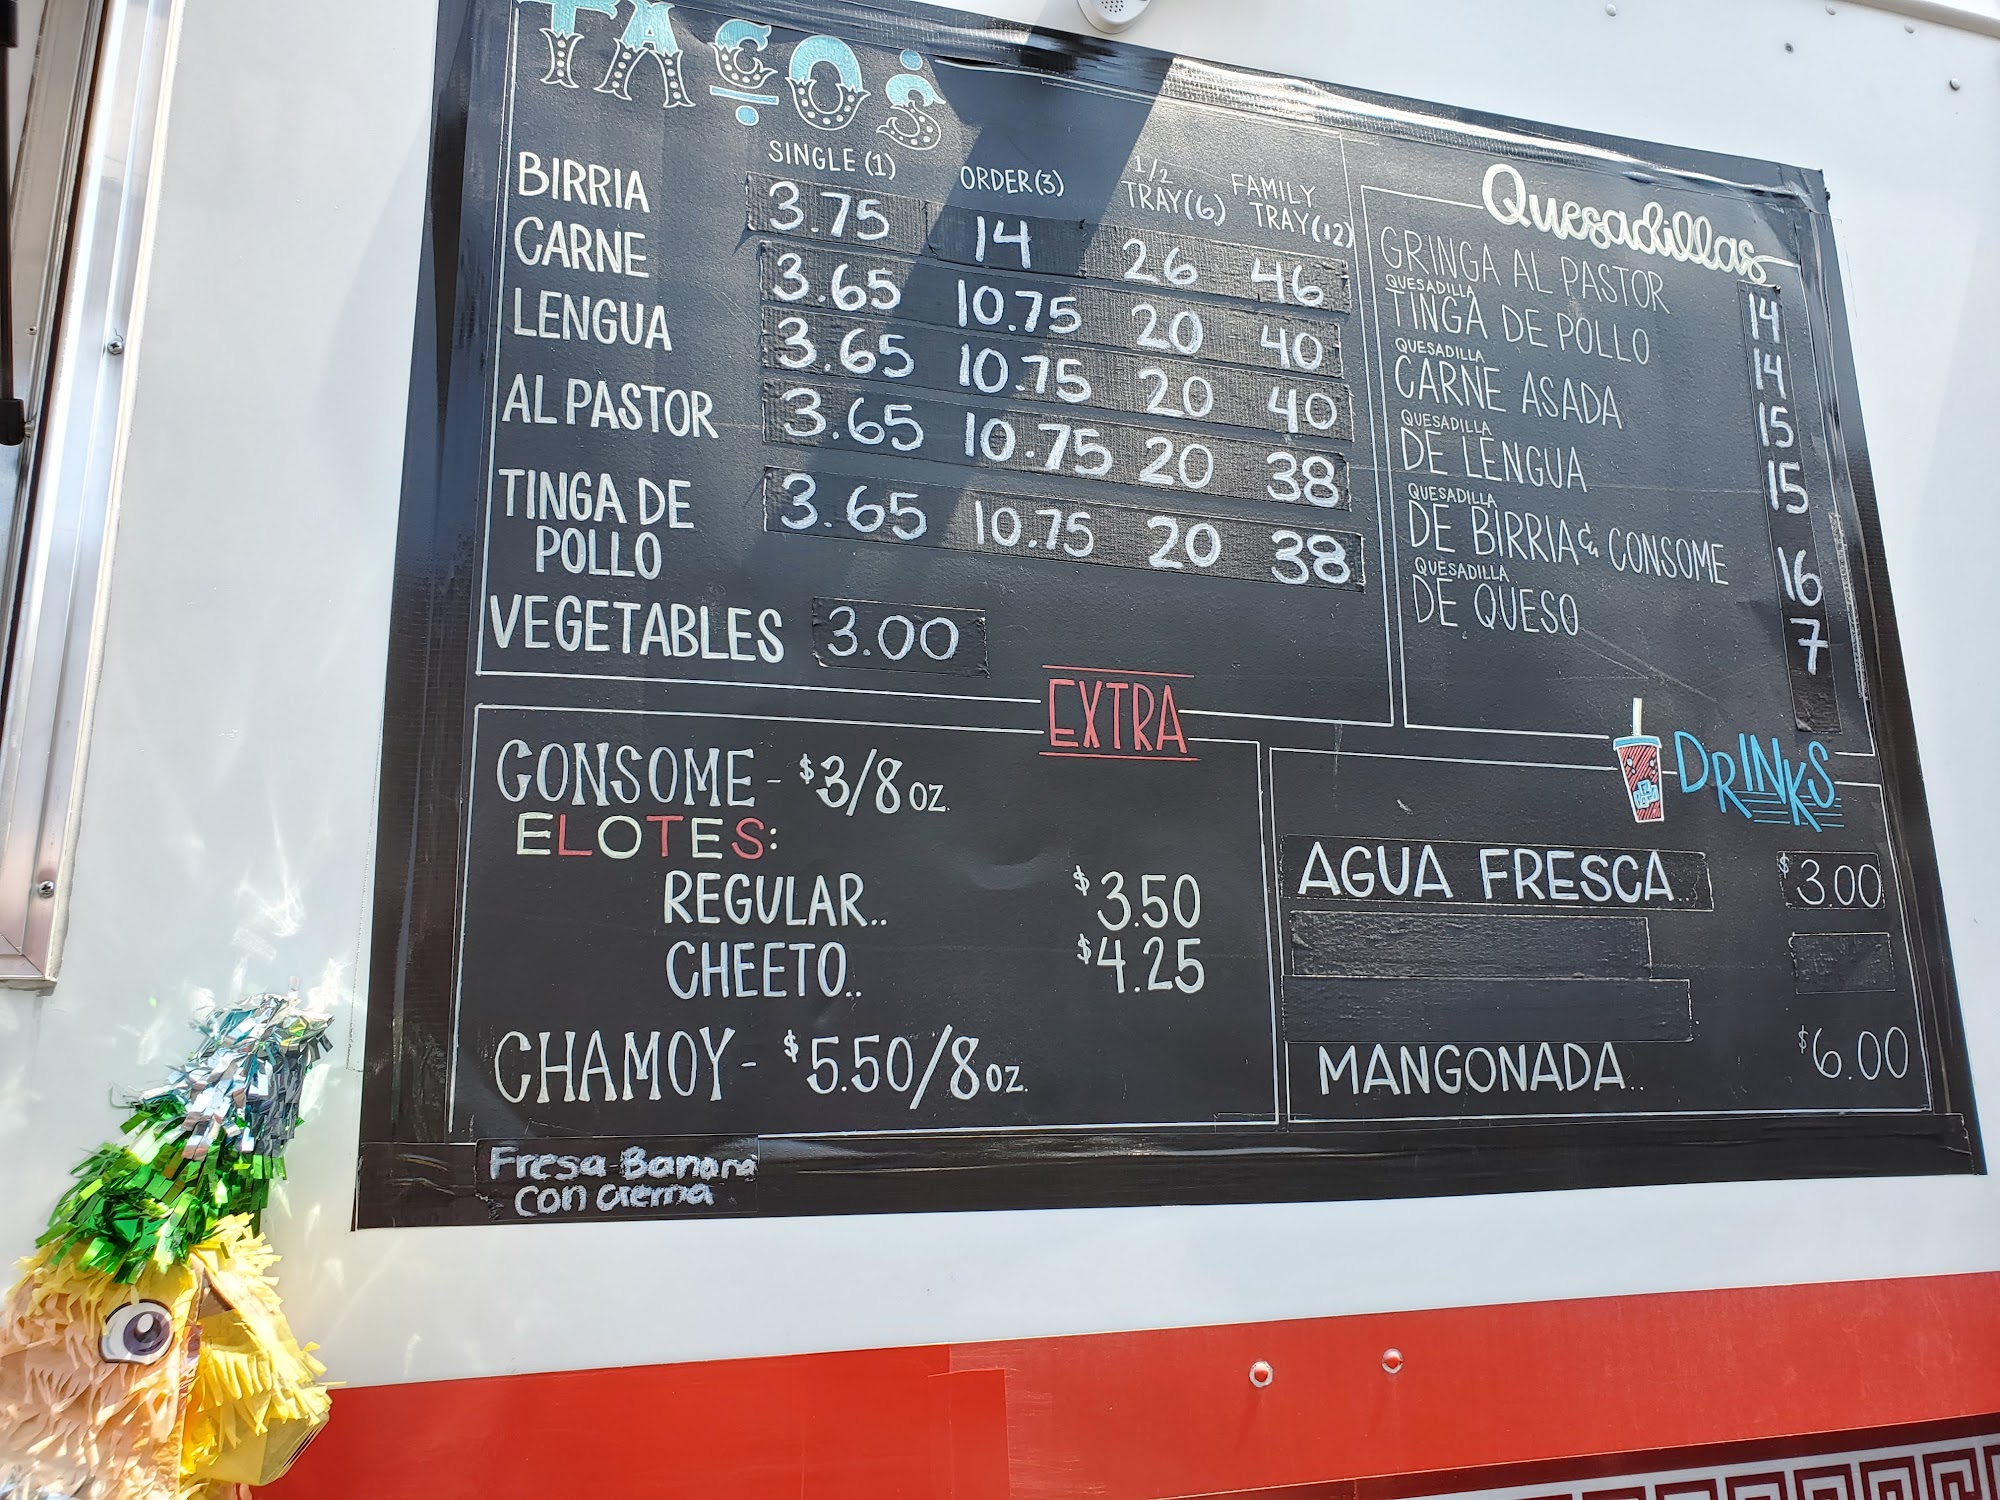 TACOS
SINGLE (1) ORDER (3) 1/2 TRAY (6) FAMILY TRAY (12)
BIRRIA 3.75 14 26 46
CARNE 3.65 10.75 20 40
LENGUA 3.65 10.75 20 40
AL PASTOR 3.65 10.75 20 38
TINGA DE
POLLO 3.65 10.75 20 38
VEGETABLES 3.00
Quesadillas
GRINGA AL PASTOR 14
QUESADILLA
TINGA DE POLLO 14
QUESADILLA
CARNE ASADA 15
QUESADILLA
DE LENGUA 15
QUESADILLA
DE BIRRIA & CONSOME 16
QUESADILLA
DE QUESO 7
EXTRA
CONSOME - $3/8 OZ.
ELOTES:
REGULAR.. $3.50
CHEETO.. $4.25
CHAMOY - $5.50/8 OZ.
DRINKS
AGUA FRESCA.. $3.00
MANGONADA.. $6.00
Fresa Banana
con crema